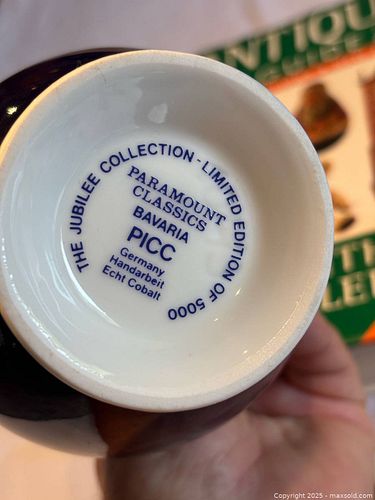 THE JUBILEE COLLECTION - LIMITED EDITION OF 5000
PARAMOUNT
CLASSICS
BAVARIA
PICC
Germany
Handarbeit
Echt Cobalt
Copyright 2025 - maxsold.com